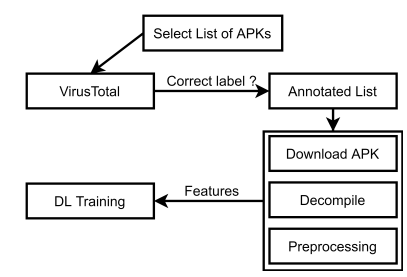 Select List of APKs
VirusTotal
Correct label ?
Annotated List
Download APK
Decompile
Preprocessing
Features
DL Training